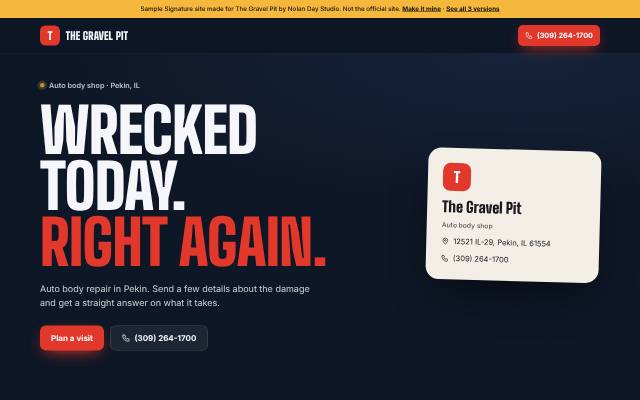 Sample Signature site made for The Gravel Pit by Nolan Day Studio. Not the official site. Make it mine · See all 3 versions
T THE GRAVEL PIT
(309) 264-1700
Auto body shop · Pekin, IL
WRECKED
TODAY.
RIGHT AGAIN.
Auto body repair in Pekin. Send a few details about the damage
and get a straight answer on what it takes.
Plan a visit
(309) 264-1700
T
The Gravel Pit
Auto body shop
12521 IL-29, Pekin, IL 61554
(309) 264-1700